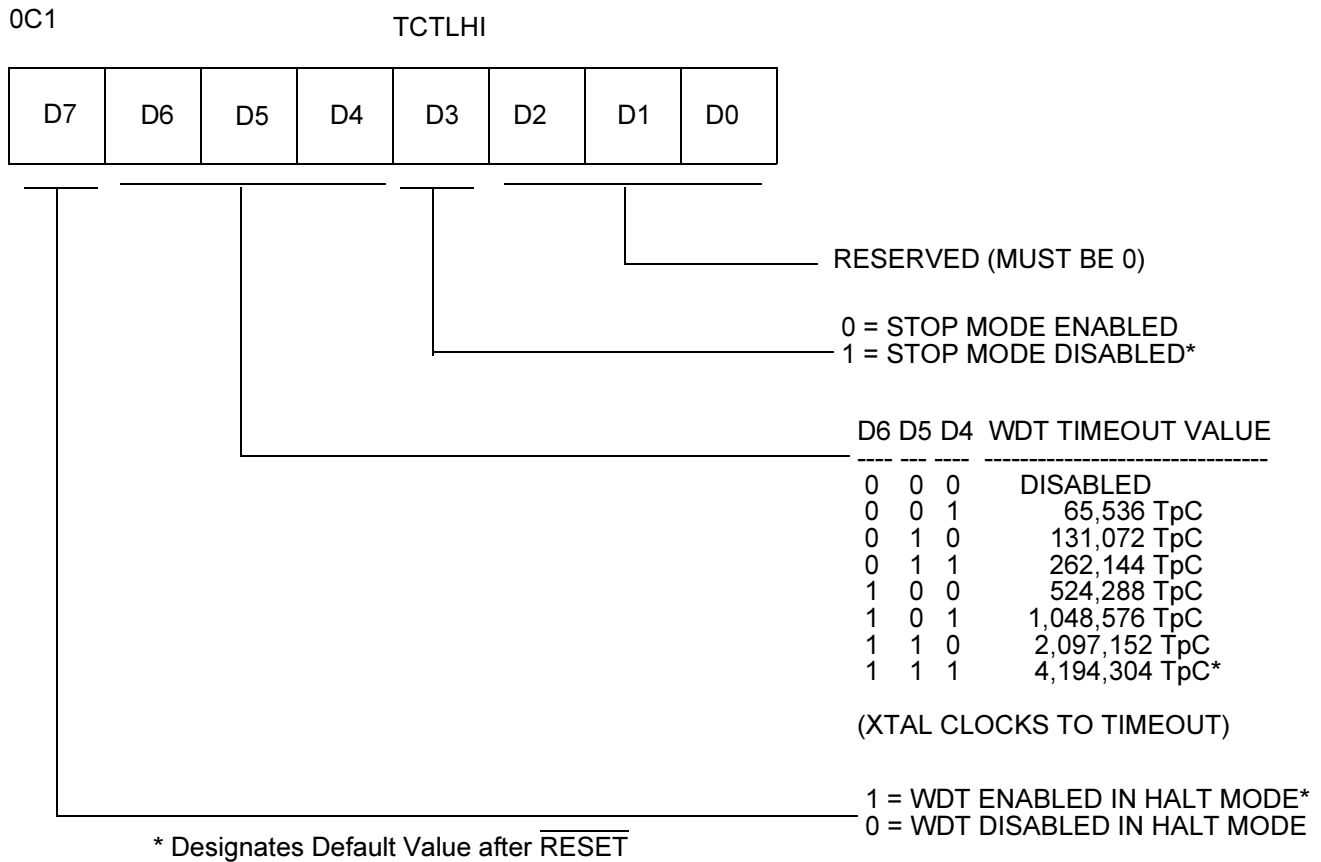 0C1
TCTLHI
D7 D6 D5 D4 D3 D2 D1 D0
RESERVED (MUST BE 0)
0 = STOP MODE ENABLED
1 = STOP MODE DISABLED*
D6 D5 D4 WDT TIMEOUT VALUE
---- --- ---- --------------------------------
0 0 0 DISABLED
0 0 1 65,536 TpC
0 1 0 131,072 TpC
0 1 1 262,144 TpC
1 0 0 524,288 TpC
1 0 1 1,048,576 TpC
1 1 0 2,097,152 TpC
1 1 1 4,194,304 TpC*
(XTAL CLOCKS TO TIMEOUT)
1 = WDT ENABLED IN HALT MODE*
0 = WDT DISABLED IN HALT MODE
* Designates Default Value after RESET